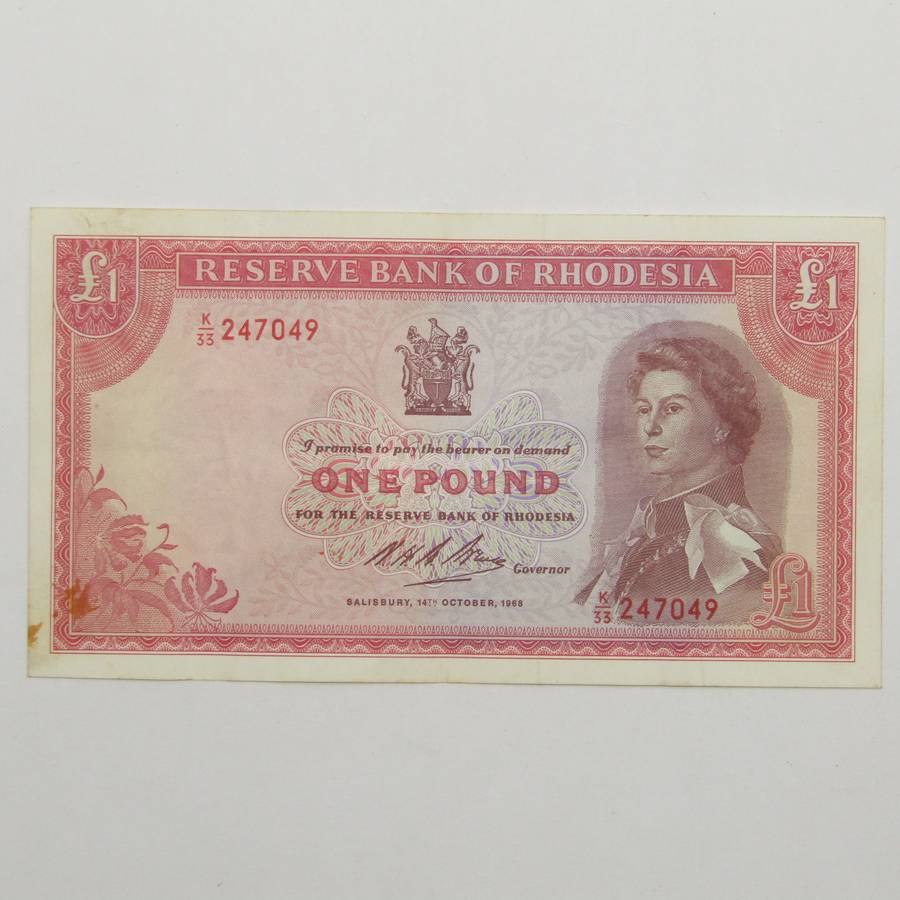 RESERVE BANK OF RHODESIA
£1
£1
K/33 247049
I promise to pay the bearer on demand
ONE POUND
FOR THE RESERVE BANK OF RHODESIA
Governor
SALISBURY, 14TH OCTOBER, 1968
K/33 247049
£1